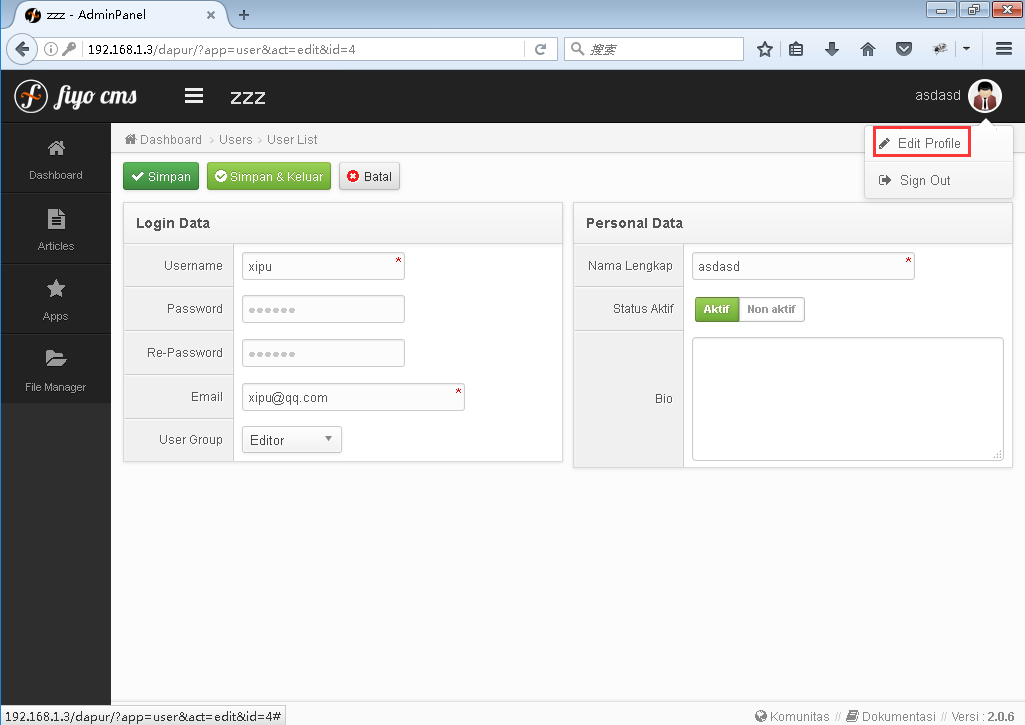 zzz - AdminPanel
192.168.1.3/dapur/?app=user&act=edit&id=4
搜索
fiyo cms
zzz
asdasd
Edit Profile
Sign Out
Dashboard
Articles
Apps
File Manager
Dashboard › Users › User List
Simpan
Simpan & Keluar
Batal
Login Data
Username
xipu
*
Password
Re-Password
Email
xipu@qq.com
*
User Group
Editor
Personal Data
Nama Lengkap
asdasd
*
Status Aktif
Aktif
Non aktif
Bio
192.168.1.3/dapur/?app=user&act=edit&id=4#
Komunitas // Dokumentasi // Versi : 2.0.6